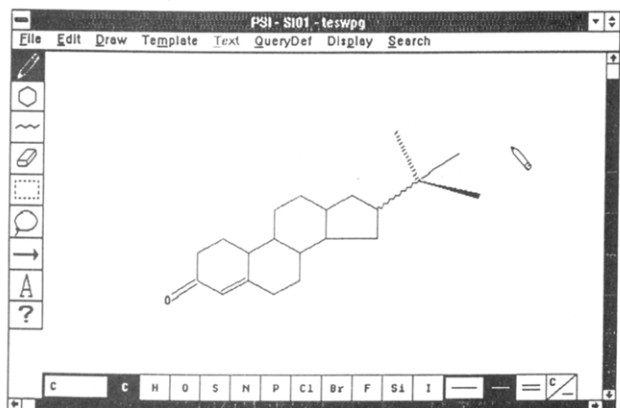 PSI - SI01 - teswpg
File Edit Draw Template Text QueryDef Display Search
A
?
O
C C H O S N P Cl Br F Si I C